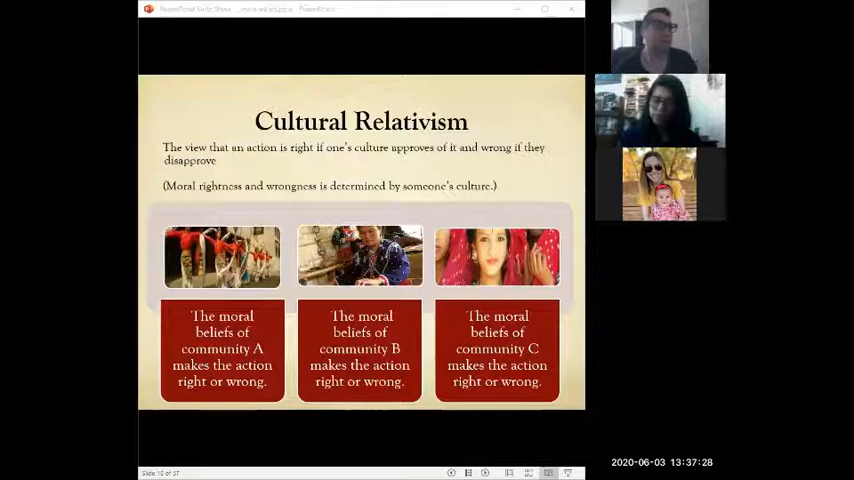 PowerPoint Slide Show
Cultural Relativism
The view that an action is right if one's culture approves of it and wrong if they
disapprove
(Moral rightness and wrongness is determined by someone's culture.)
The moral
beliefs of
community A
makes the action
right or wrong.
The moral
beliefs of
community B
makes the action
right or wrong.
The moral
beliefs of
community C
makes the action
right or wrong.
2020-06-03 13:37:28